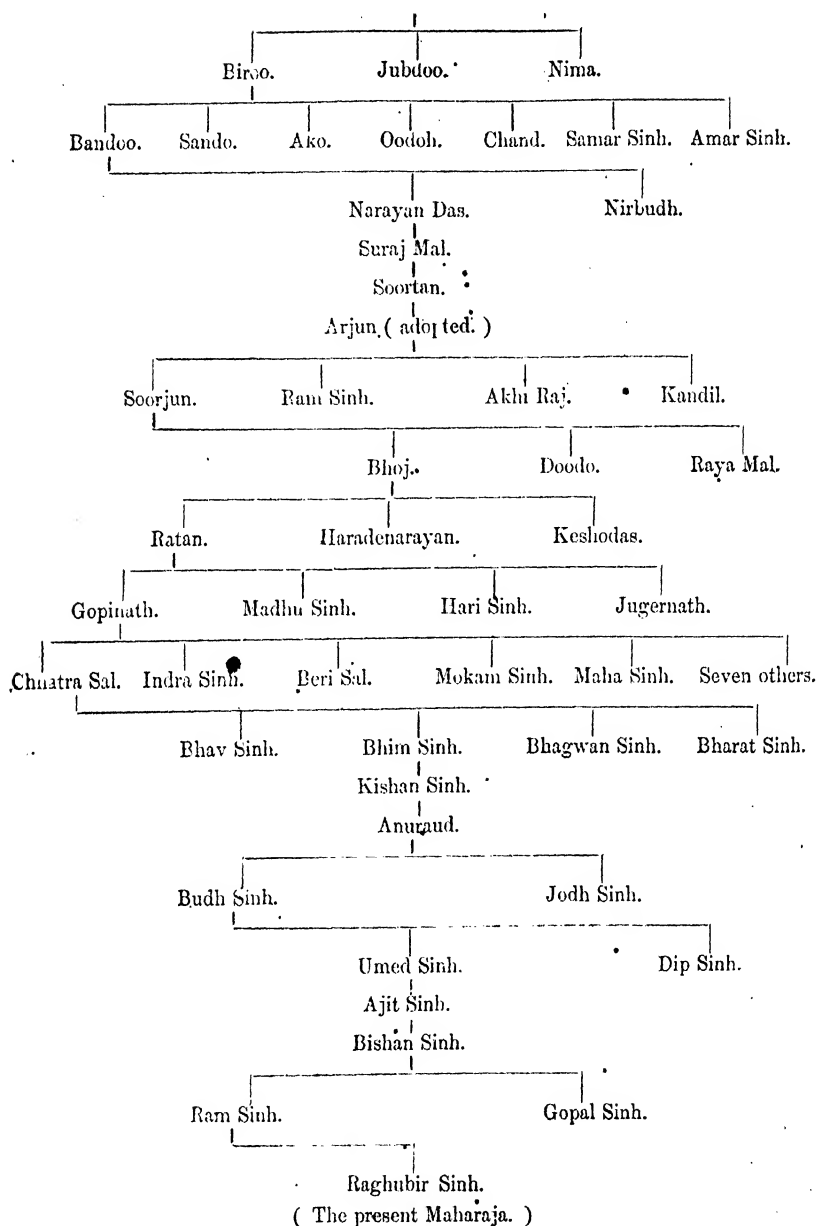 Biroo. Jubdoo. Nima.
Bandoo. Sando. Ako. Oodoh. Chand. Samar Sinh. Amar Sinh.
Narayan Das. Nirbudh.
Suraj Mal.
Soortan.
Arjun ( adopted. )
Soorjun. Ram Sinh. Akhi Raj. Kandil.
Bhoj. Doodo. Raya Mal.
Ratan. Haradenarayan. Keshodas.
Gopinath. Madhu Sinh. Hari Sinh. Jugernath.
Chhatra Sal. Indra Sinh. Beri Sal. Mokam Sinh. Maha Sinh. Seven others.
Bhav Sinh. Bhim Sinh. Bhagwan Sinh. Bharat Sinh.
Kishan Sinh.
Anuraud.
Budh Sinh. Jodh Sinh.
Umed Sinh. Dip Sinh.
Ajit Sinh.
Bishan Sinh.
Ram Sinh. Gopal Sinh.
Raghubir Sinh.
( The present Maharaja. )